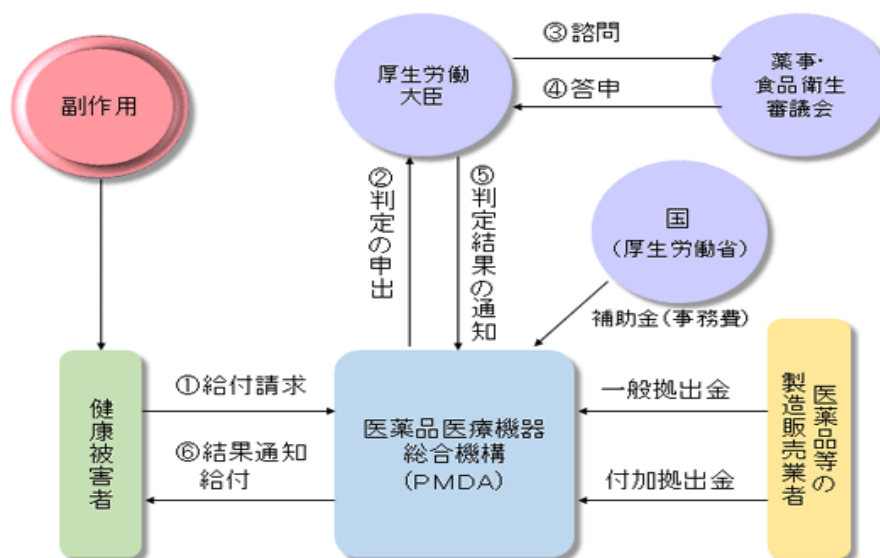 副作用
厚生労働
大臣
③諮問
④答申
薬事・
食品衛生
審議会
②判定の申出
⑤判定結果の通知
国
(厚生労働省)
補助金(事務費)
健康被害者
①給付請求
⑥結果通知
給付
医薬品医療機器
総合機構
(PMDA)
一般拠出金
付加拠出金
医薬品等の
製造販売業者